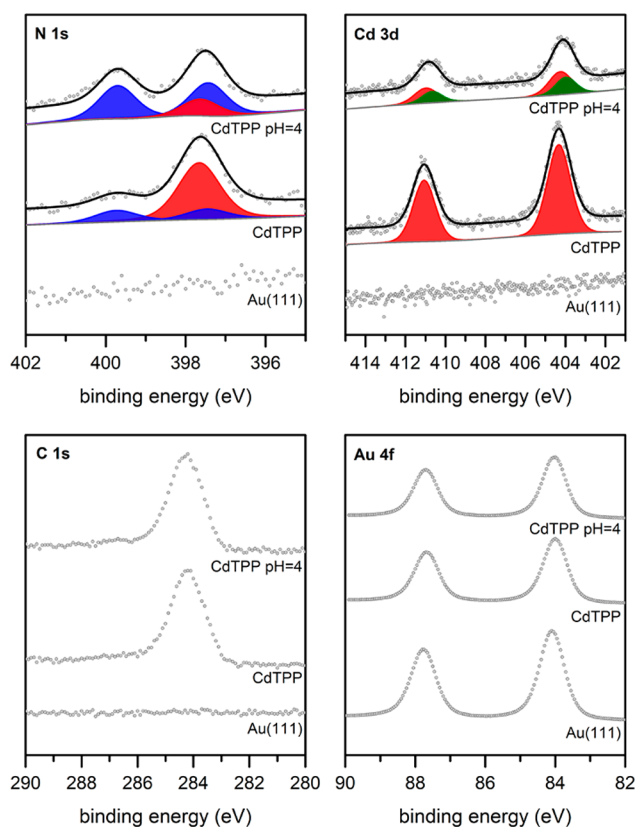 N 1s
CdTPP pH=4
CdTPP
Au(111)
402 400 398 396
binding energy (eV)
Cd 3d
CdTPP pH=4
CdTPP
Au(111)
414 412 410 408 406 404 402
binding energy (eV)
C 1s
CdTPP pH=4
CdTPP
Au(111)
290 288 286 284 282 280
binding energy (eV)
Au 4f
CdTPP pH=4
CdTPP
Au(111)
90 88 86 84 82
binding energy (eV)